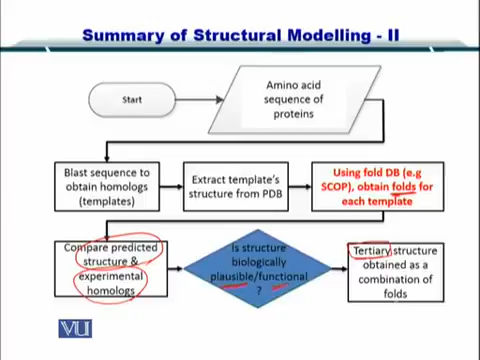 Summary of Structural Modelling - II
Start
Amino acid
sequence of
proteins
Blast sequence to
obtain homologs
(templates)
Extract template's
structure from PDB
Using fold DB (e.g
SCOP), obtain folds for
each template
Compare predicted
structure &
experimental
homologs
Is structure
biologically
plausible/functional
?
Tertiary structure
obtained as a
combination of
folds
VU